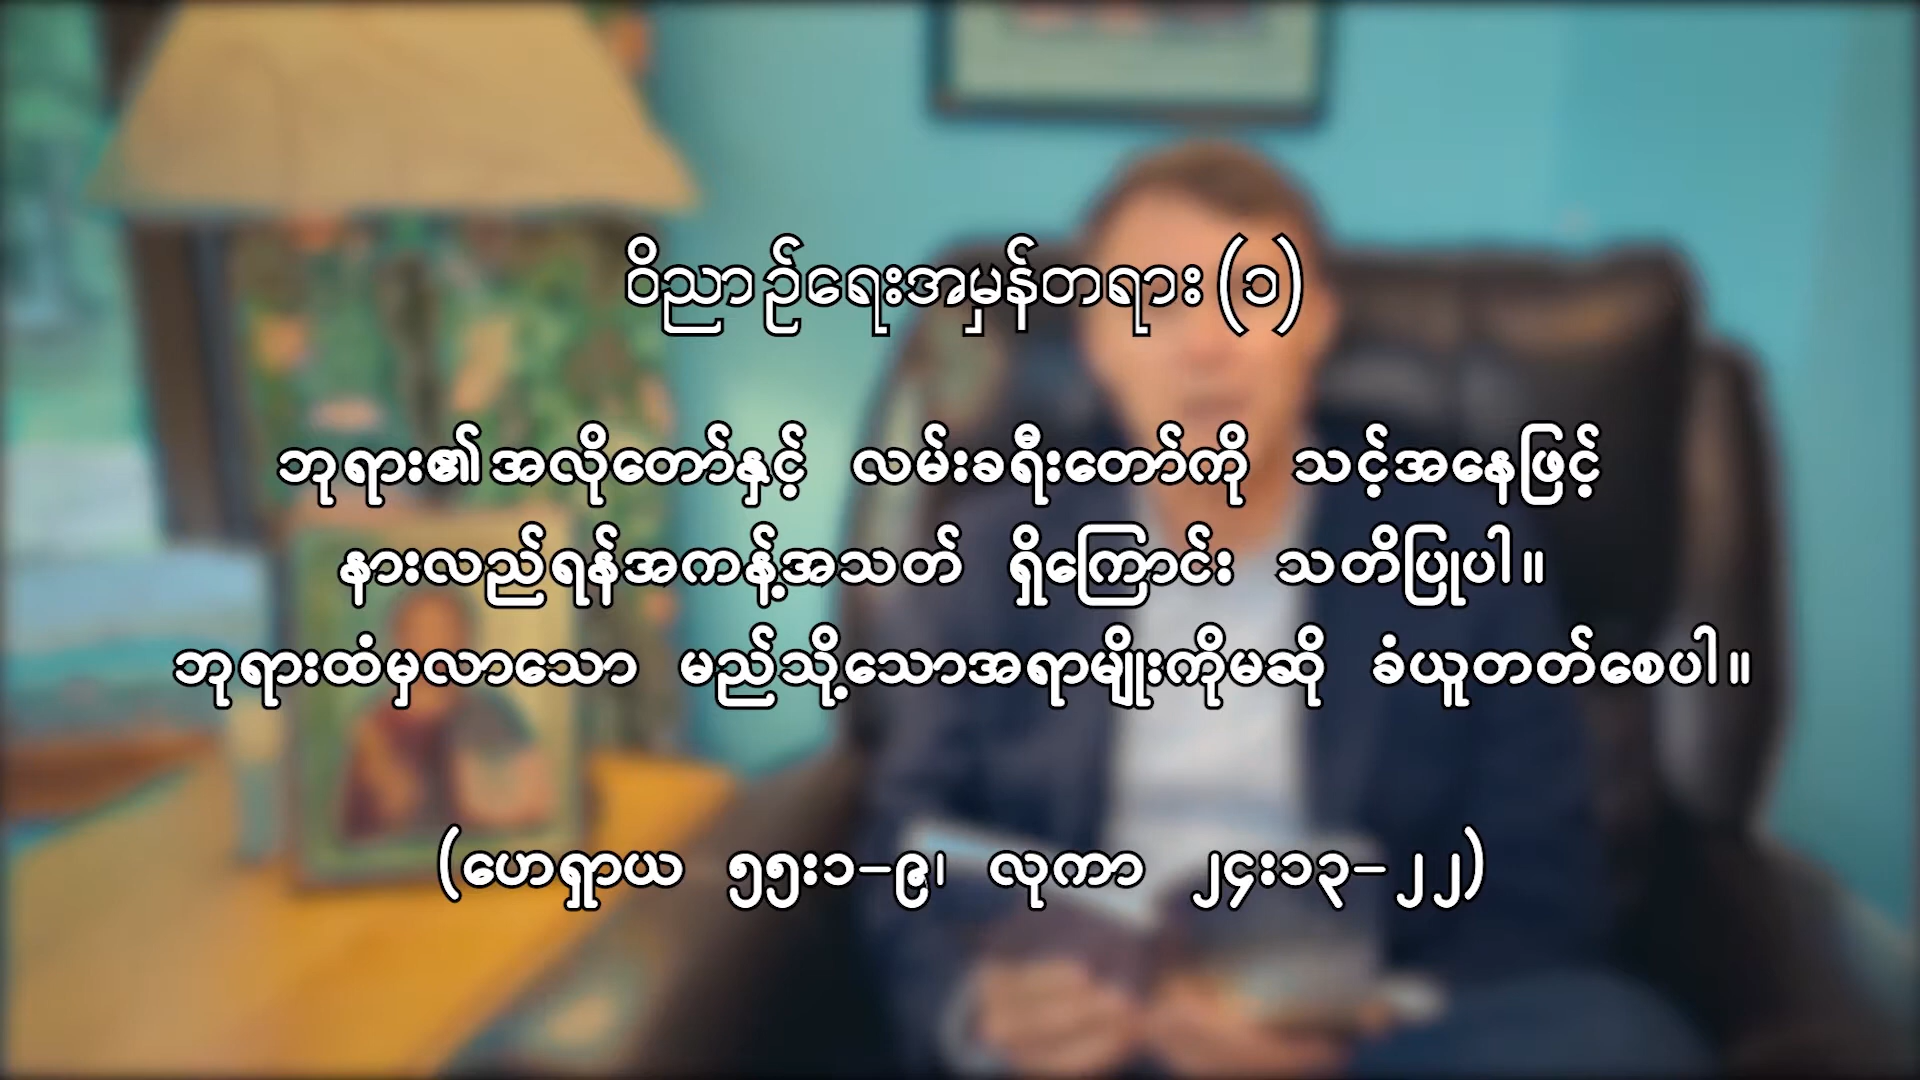 ဝိညာဉ်ရေးအမှန်တရား (၁)
ဘုရား၏အလိုတော်နှင့် လမ်းခရီးတော်ကို သင့်အနေဖြင့်
နားလည်ရန်အကန့်အသတ် ရှိကြောင်း သတိပြုပါ။
ဘုရားထံမှလာသော မည်သို့သောအရာမျိုးကိုမဆို ခံယူတတ်စေပါ။
(ဟေရှာယ ၅၅း၁–၉၊ လုကာ ၂၄း၁၃–၂၂)